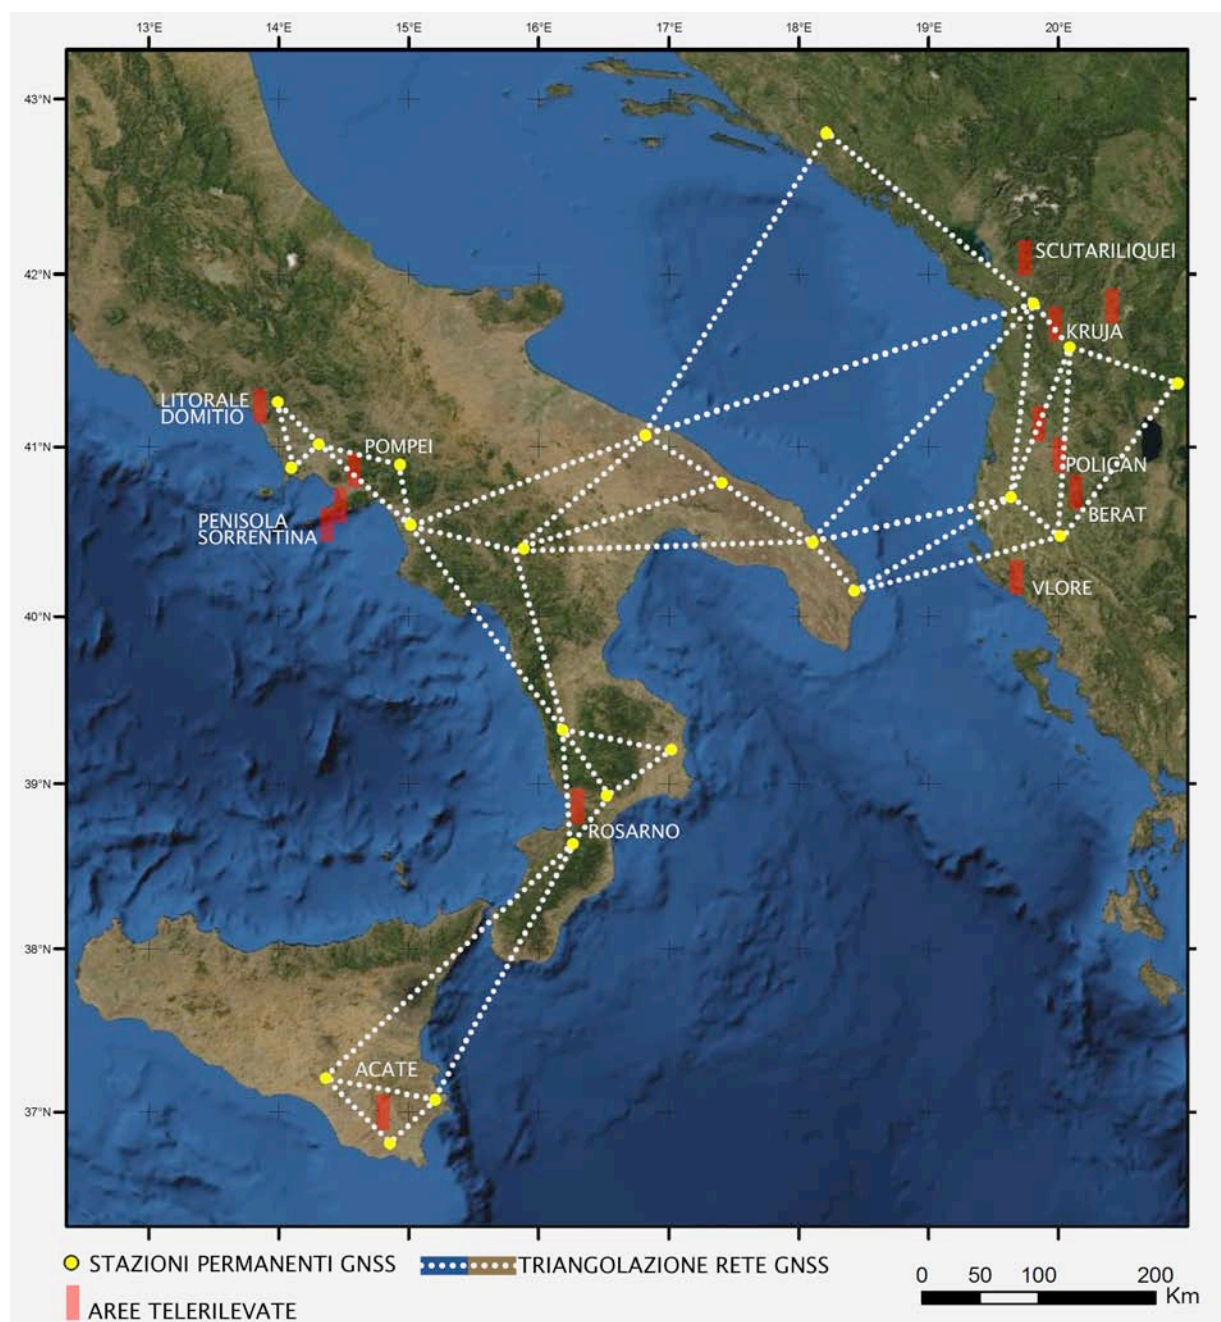 13°E 14°E 15°E 16°E 17°E 18°E 19°E 20°E
43°N
42°N
SCUTARILIQUEI
KRUJA
LITORALE
DOMITIO
41°N
POMPEI
POLIÇAN
PENISOLA
SORRENTINA
BERAT
VLORE
40°N
39°N
ROSARNO
38°N
ACATE
37°N
STAZIONI PERMANENTI GNSS
TRIANGOLAZIONE RETE GNSS
AREE TELERILEVATE
0 50 100 200
Km